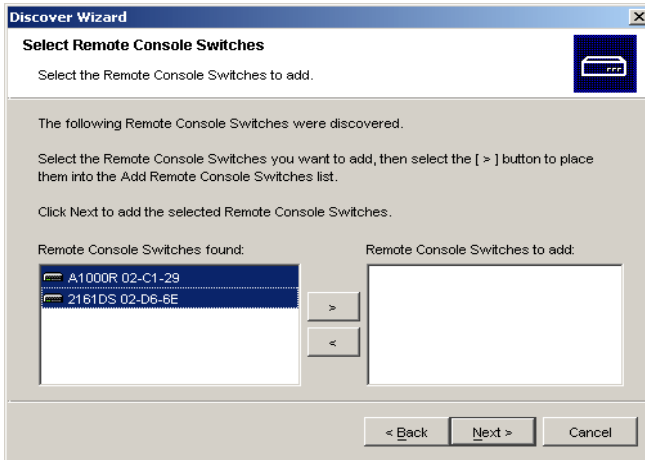 Discover Wizard
Select Remote Console Switches
Select the Remote Console Switches to add.
The following Remote Console Switches were discovered.
Select the Remote Console Switches you want to add, then select the [ > ] button to place
them into the Add Remote Console Switches list.
Click Next to add the selected Remote Console Switches.
Remote Console Switches found:
A1000R 02-C1-29
2161DS 02-D6-6E
>
<
Remote Console Switches to add:
< Back
Next >
Cancel